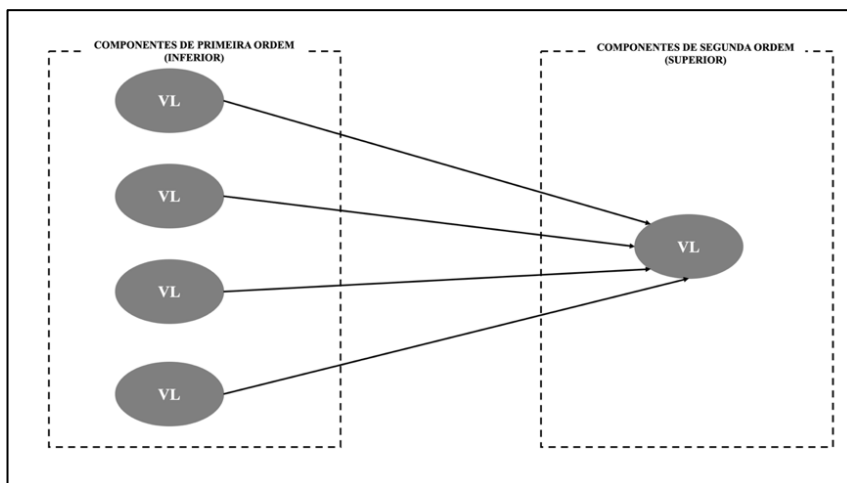 COMPONENTES DE PRIMEIRA ORDEM
(INFERIOR)
VL
VL
VL
VL
COMPONENTES DE SEGUNDA ORDEM
(SUPERIOR)
VL